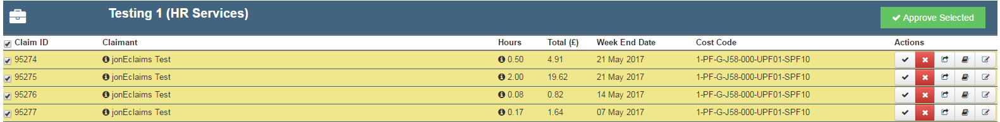 Testing 1 (HR Services)
Approve Selected
Claim ID Claimant Hours Total (£) Week End Date Cost Code Actions
95274 jonEclaims Test 0.50 4.91 21 May 2017 1-PF-G-J58-000-UPF01-SPF10
95275 jonEclaims Test 2.00 19.62 21 May 2017 1-PF-G-J58-000-UPF01-SPF10
95276 jonEclaims Test 0.08 0.82 14 May 2017 1-PF-G-J58-000-UPF01-SPF10
95277 jonEclaims Test 0.17 1.64 07 May 2017 1-PF-G-J58-000-UPF01-SPF10